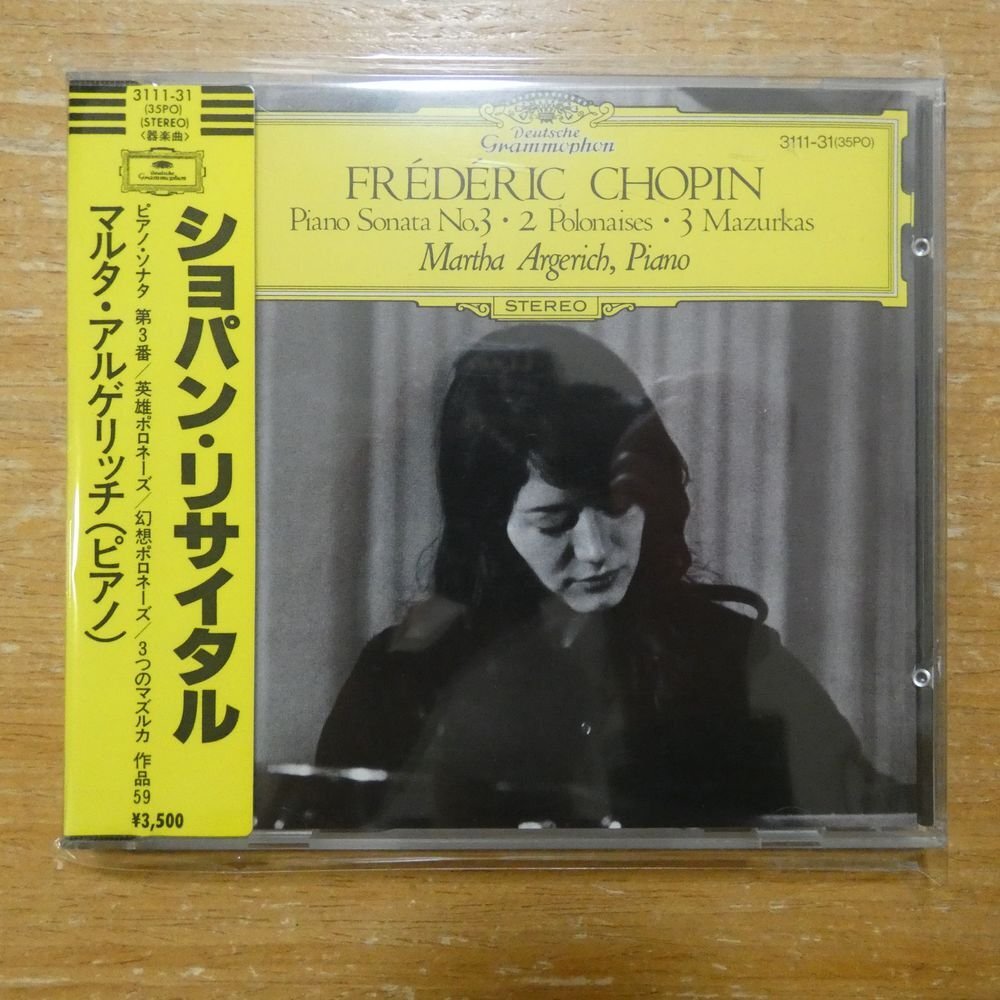 3111-31
(35PO)
(STEREO)
〈器楽曲〉
Deutsche
Grammophon
ショパン・リサイタル
ピアノ・ソナタ 第3番/英雄ポロネーズ/幻想ポロネーズ/3つのマズルカ 作品59
マルタ・アルゲリッチ(ピアノ)
¥3,500
Deutsche
Grammophon
3111-31(35PO)
FRÉDÉRIC CHOPIN
Piano Sonata No.3・2 Polonaises・3 Mazurkas
Martha Argerich, Piano
STEREO